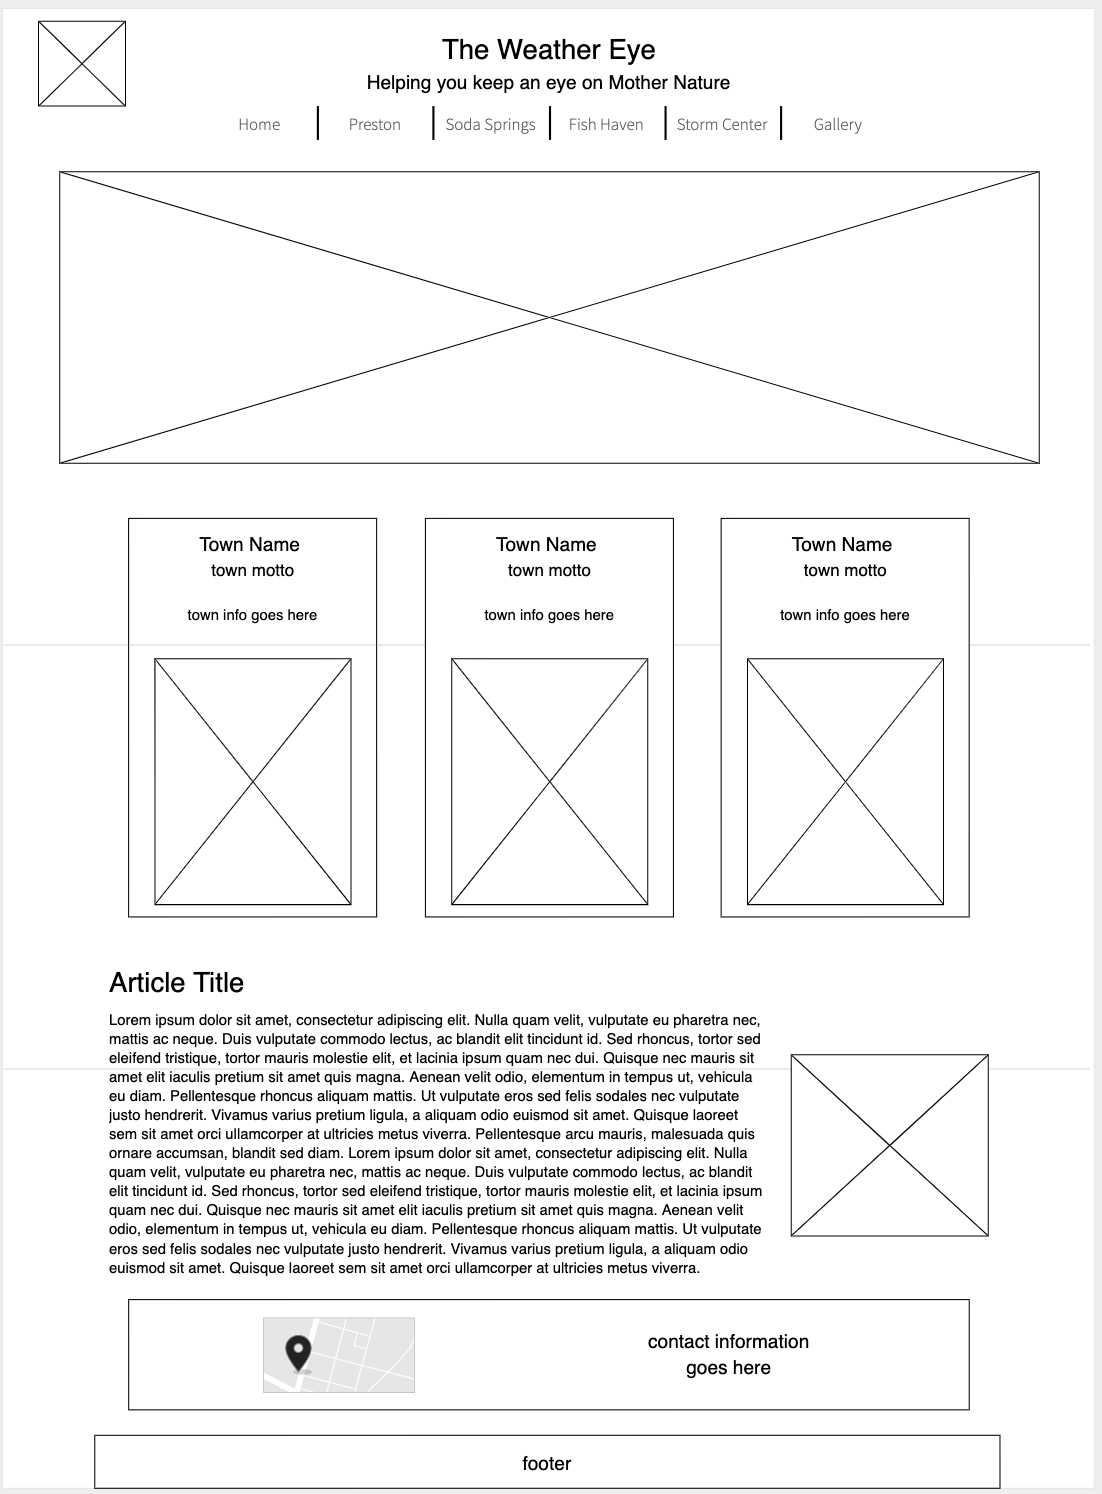 The Weather Eye
Helping you keep an eye on Mother Nature
Home Preston Soda Springs Fish Haven Storm Center Gallery
Town Name
town motto
town info goes here
Town Name
town motto
town info goes here
Town Name
town motto
town info goes here
Article Title
Lorem ipsum dolor sit amet, consectetur adipiscing elit. Nulla quam velit, vulputate eu pharetra nec,
mattis ac neque. Duis vulputate commodo lectus, ac blandit elit tincidunt id. Sed rhoncus, tortor sed
eleifend tristique, tortor mauris molestie elit, et lacinia ipsum quam nec dui. Quisque nec mauris sit
amet elit iaculis pretium sit amet quis magna. Aenean velit odio, elementum in tempus ut, vehicula
eu diam. Pellentesque rhoncus aliquam mattis. Ut vulputate eros sed felis sodales nec vulputate
justo hendrerit. Vivamus varius pretium ligula, a aliquam odio euismod sit amet. Quisque laoreet
sem sit amet orci ullamcorper at ultricies metus viverra. Pellentesque arcu mauris, malesuada quis
ornare accumsan, blandit sed diam. Lorem ipsum dolor sit amet, consectetur adipiscing elit. Nulla
quam velit, vulputate eu pharetra nec, mattis ac neque. Duis vulputate commodo lectus, ac blandit
elit tincidunt id. Sed rhoncus, tortor sed eleifend tristique, tortor mauris molestie elit, et lacinia ipsum
quam nec dui. Quisque nec mauris sit amet elit iaculis pretium sit amet quis magna. Aenean velit
odio, elementum in tempus ut, vehicula eu diam. Pellentesque rhoncus aliquam mattis. Ut vulputate
eros sed felis sodales nec vulputate justo hendrerit. Vivamus varius pretium ligula, a aliquam odio
euismod sit amet. Quisque laoreet sem sit amet orci ullamcorper at ultricies metus viverra.
contact information
goes here
footer